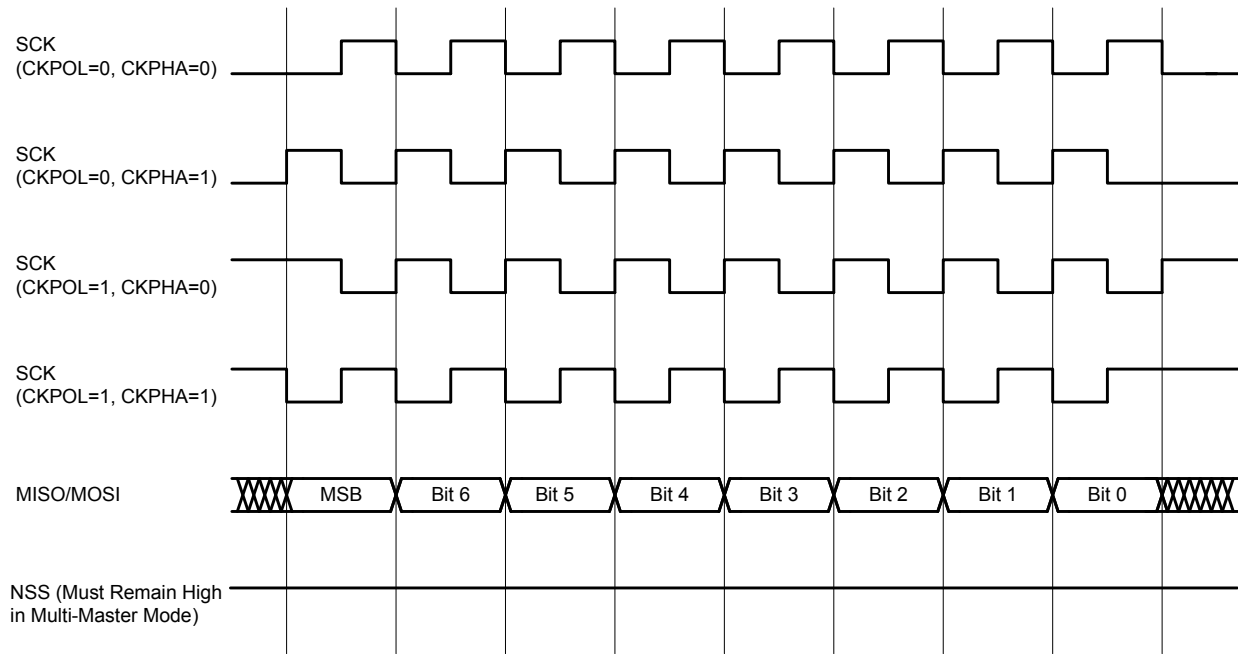 SCK
(CKPOL=0, CKPHA=0)
SCK
(CKPOL=0, CKPHA=1)
SCK
(CKPOL=1, CKPHA=0)
SCK
(CKPOL=1, CKPHA=1)
MISO/MOSI
MSB
Bit 6
Bit 5
Bit 4
Bit 3
Bit 2
Bit 1
Bit 0
NSS (Must Remain High
in Multi-Master Mode)